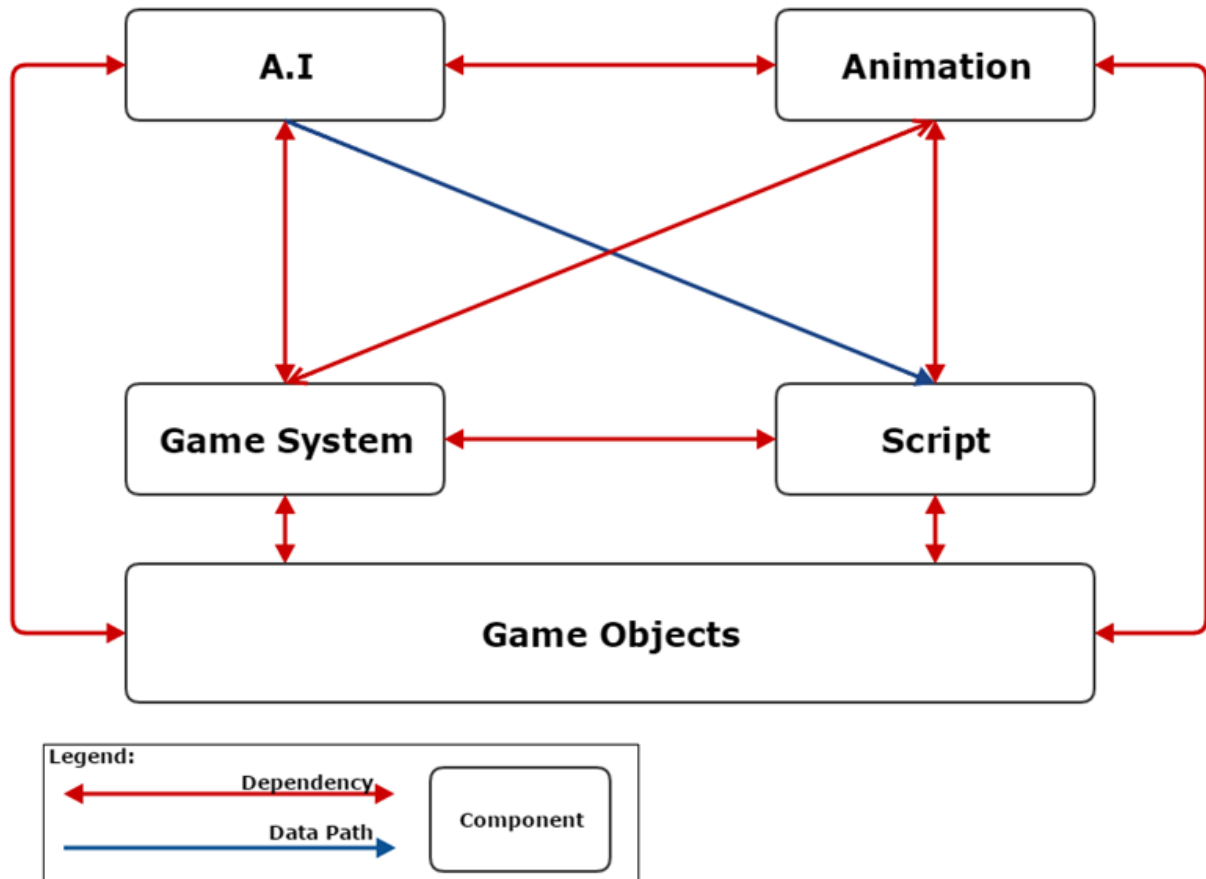 A.I
Animation
Game System
Script
Game Objects
Legend:
Dependency
Data Path
Component